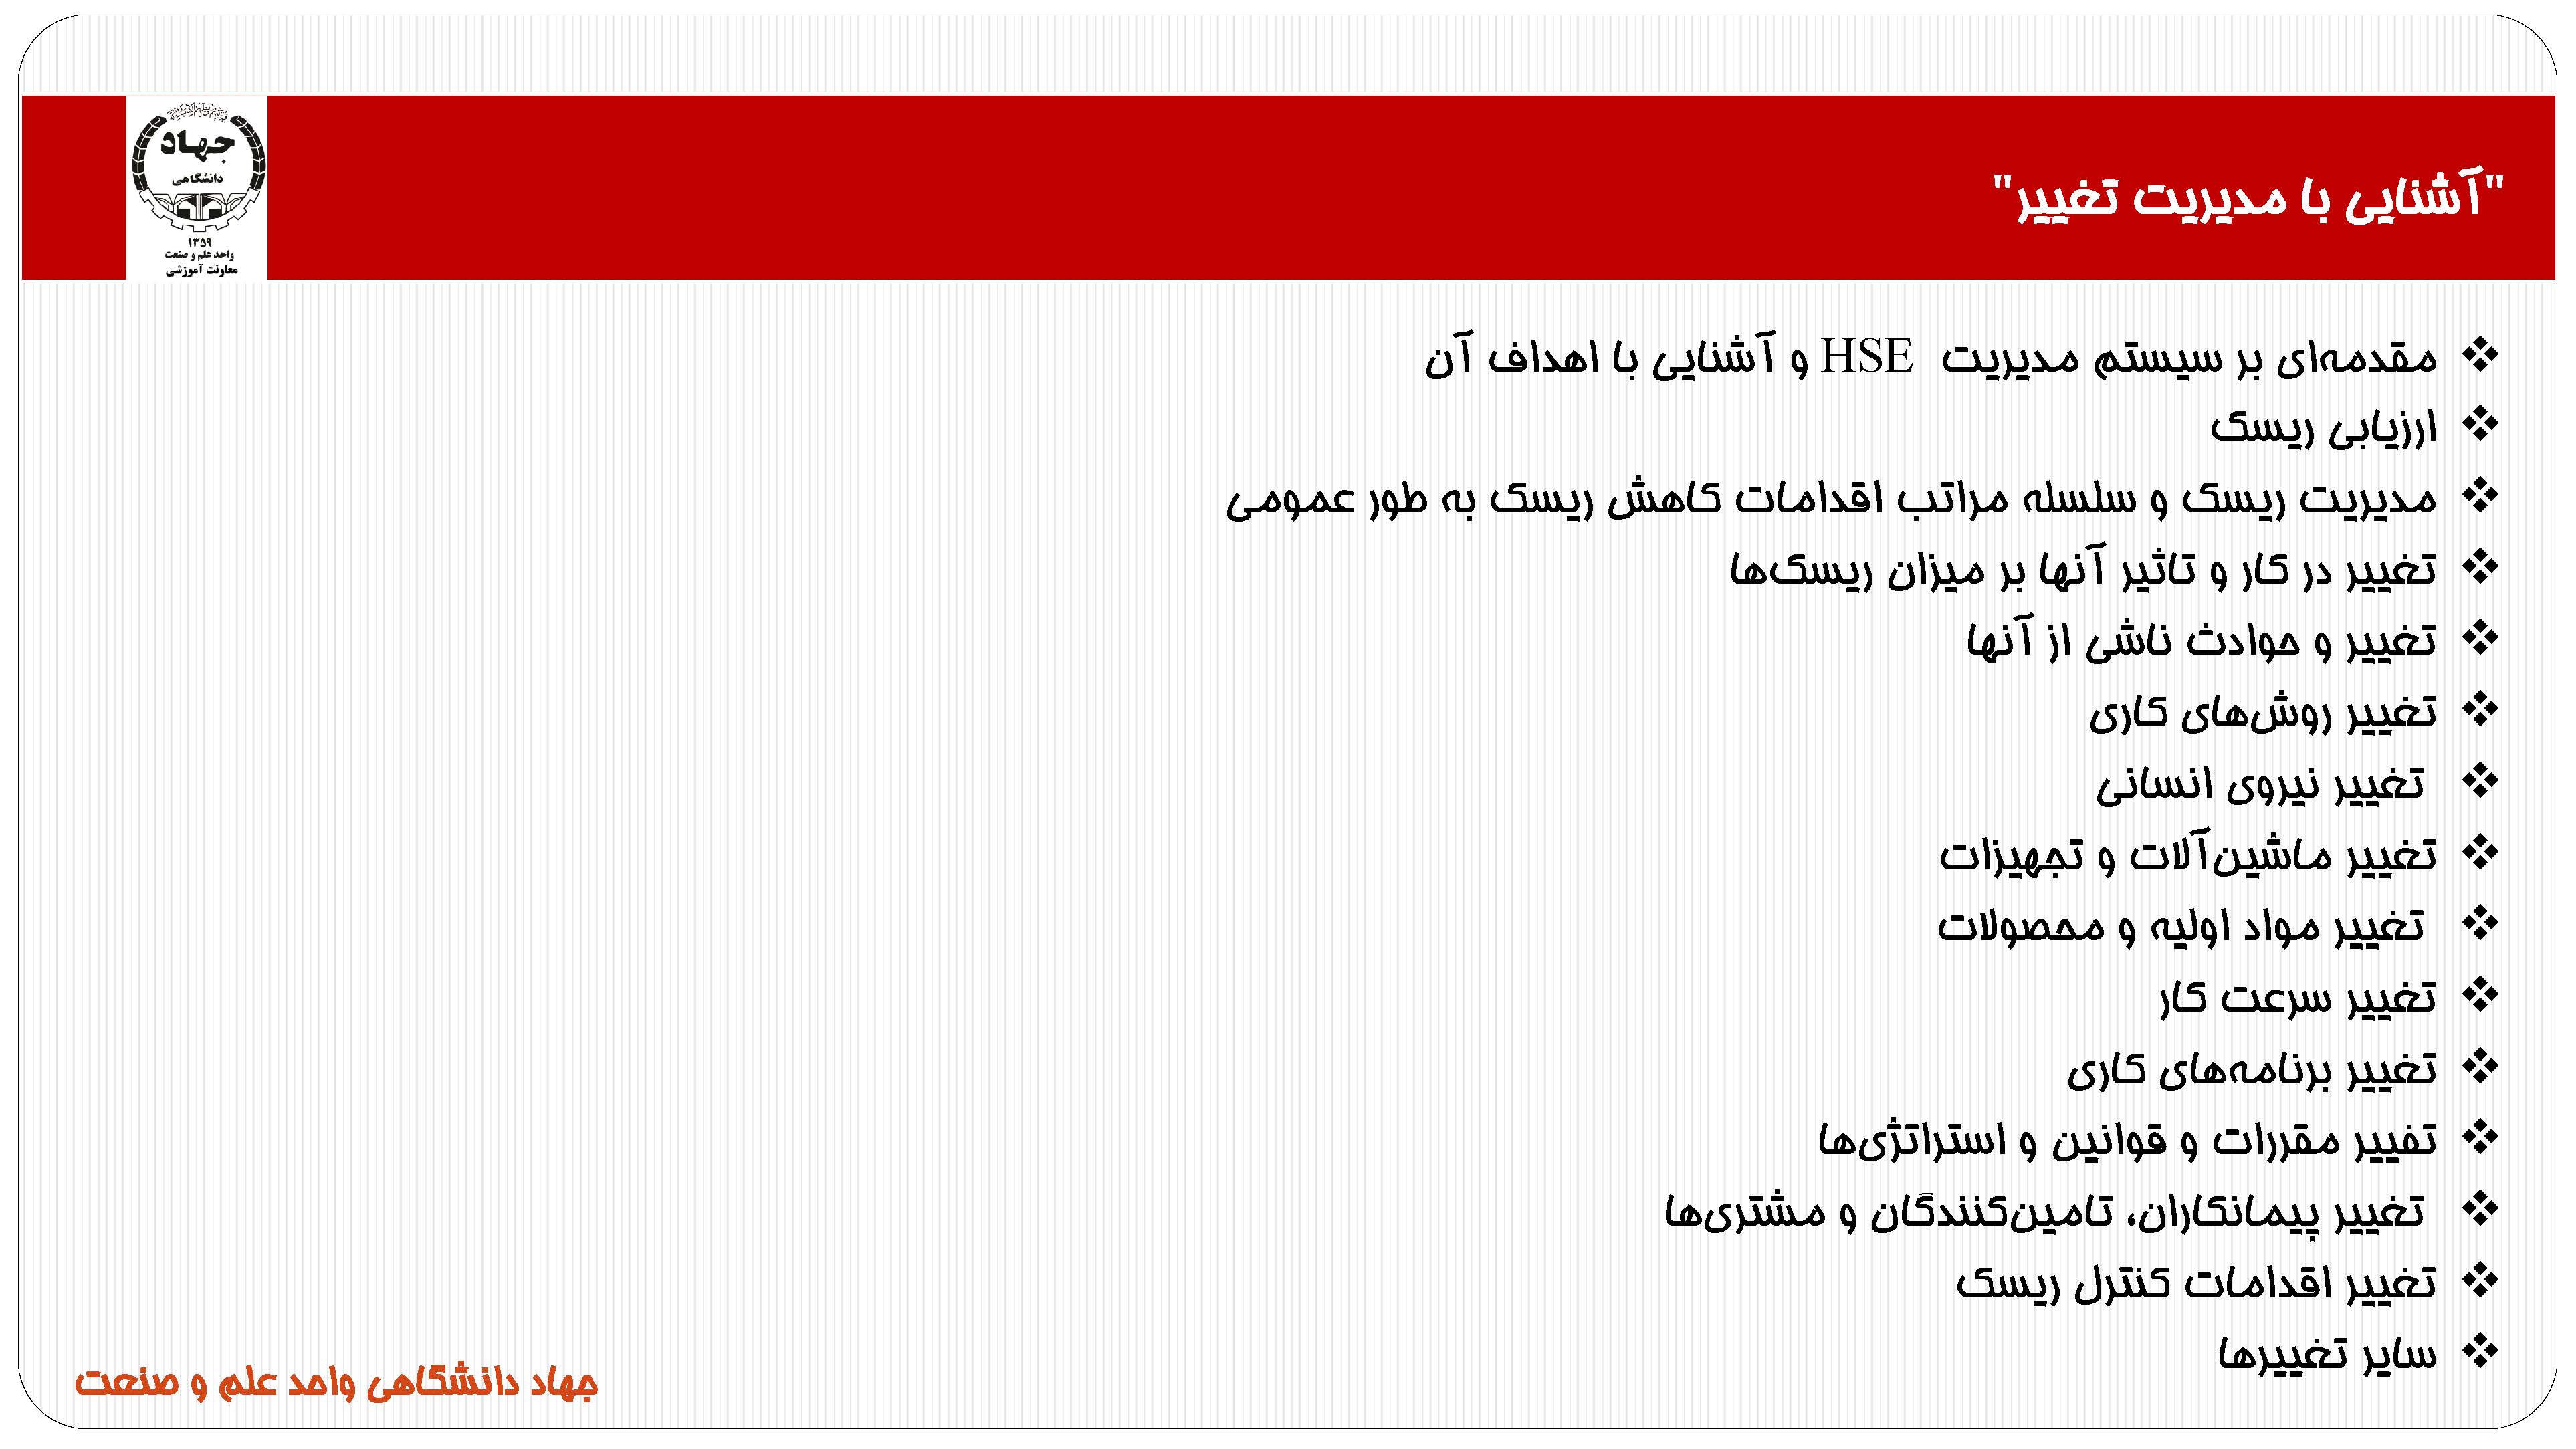 "آشنایی با مدیریت تغییر"
جهاد
دانشگاهی
۱۳۵۹
واحد علم و صنعت
معاونت آموزشی
❖ مقدمه‌ای بر سیستم مدیریت HSE و آشنایی با اهداف آن
❖ ارزیابی ریسک
❖ مدیریت ریسک و سلسله مراتب اقدامات کاهش ریسک به طور عمومی
❖ تغییر در کار و تاثیر آنها بر میزان ریسک‌ها
❖ تغییر و حوادث ناشی از آنها
❖ تغییر روش‌های کاری
❖ تغییر نیروی انسانی
❖ تغییر ماشین‌آلات و تجهیزات
❖ تغییر مواد اولیه و محصولات
❖ تغییر سرعت کار
❖ تغییر برنامه‌های کاری
❖ تفییر مقررات و قوانین و استراتژی‌ها
❖ تغییر پیمانکاران، تامین‌کنندگان و مشتری‌ها
❖ تغییر اقدامات کنترل ریسک
❖ سایر تغییرها
جهاد دانشگاهی واحد علم و صنعت